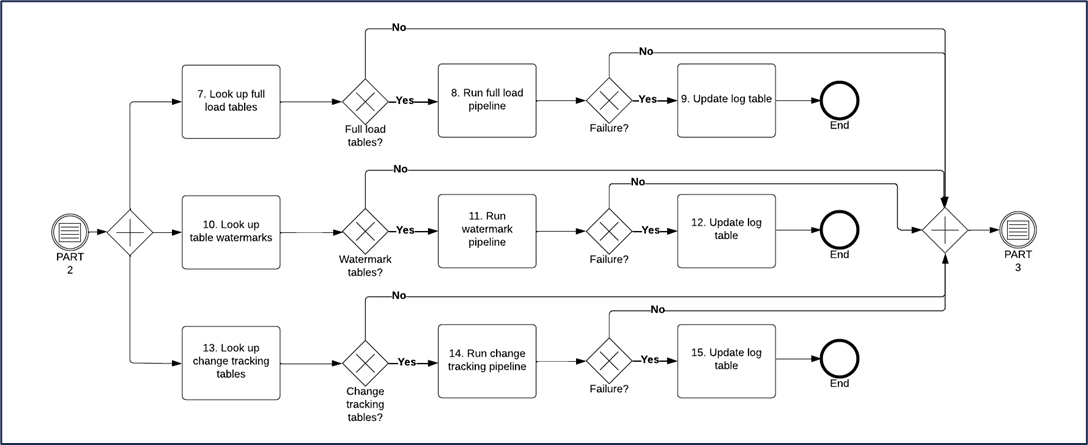 No
No
7. Look up full
load tables
Yes
8. Run full load
pipeline
Yes
9. Update log table
Full load
tables?
Failure?
End
No
No
10. Look up
table watermarks
Yes
11. Run
watermark
pipeline
Yes
12. Update log
table
PART
2
Watermark
tables?
Failure?
End
PART
3
No
No
13. Look up
change tracking
tables
Yes
14. Run change
tracking pipeline
Yes
15. Update log
table
Change
tracking
tables?
Failure?
End